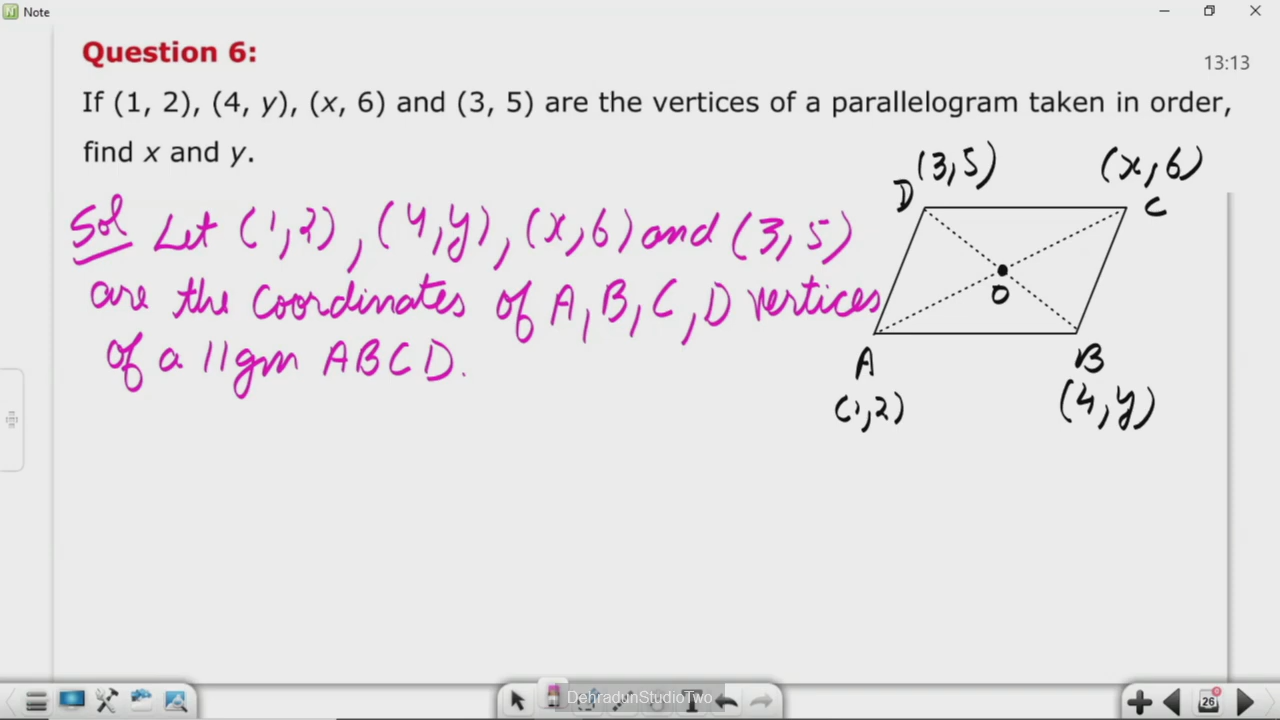 Note
Question 6:
13:13
If (1, 2), (4, y), (x, 6) and (3, 5) are the vertices of a parallelogram taken in order,
find x and y.
Sol Let (1,2), (4,y), (x,6) and (3,5)
are the coordinates of A, B, C, D vertices
of a 11gm ABCD.
(3,5)
(x,6)
D
C
O
A
B
(1,2)
(4,y)
DehradunStudioTwo
T
26